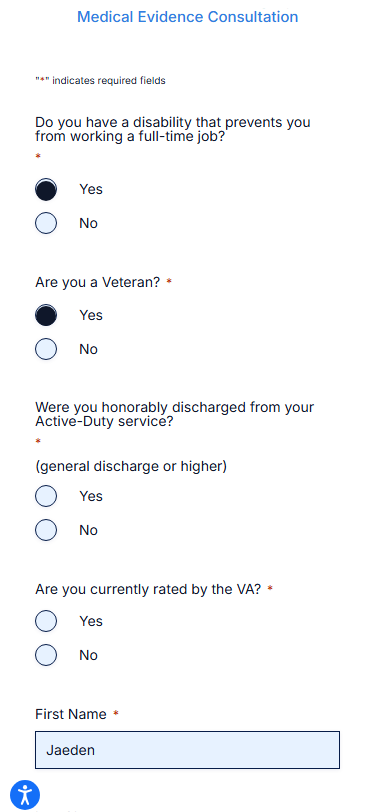 Medical Evidence Consultation
"*" indicates required fields
Do you have a disability that prevents you
from working a full-time job?
*
Yes
No
Are you a Veteran? *
Yes
No
Were you honorably discharged from your
Active-Duty service?
*
(general discharge or higher)
Yes
No
Are you currently rated by the VA? *
Yes
No
First Name *
Jaeden